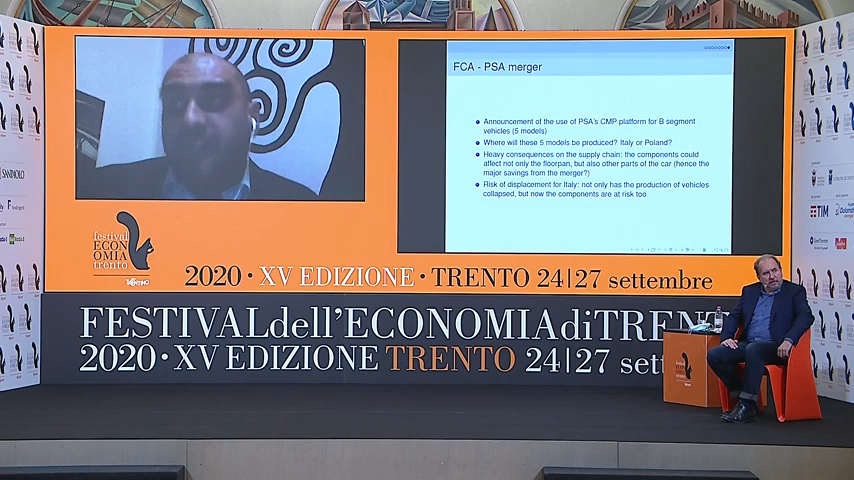 FCA - PSA merger
Announcement of the use of PSA's CMP platform for B segment
vehicles (5 models)
Where will these 5 models be produced? Italy or Poland?
Heavy consequences on the supply chain: the components could
affect not only the floorpan, but also other parts of the car (hence the
major savings from the merger?)
Risk of displacement for Italy: not only has the production of vehicles
collapsed, but now the components are at risk too
festival
ECON
OMIA
trento
TRENTINO
2020 · XV EDIZIONE · TRENTO 24|27 settembre
FESTIVALdell'ECONOMIAdiTRENT
2020 · XV EDIZIONE TRENTO 24|27 sett
TIM